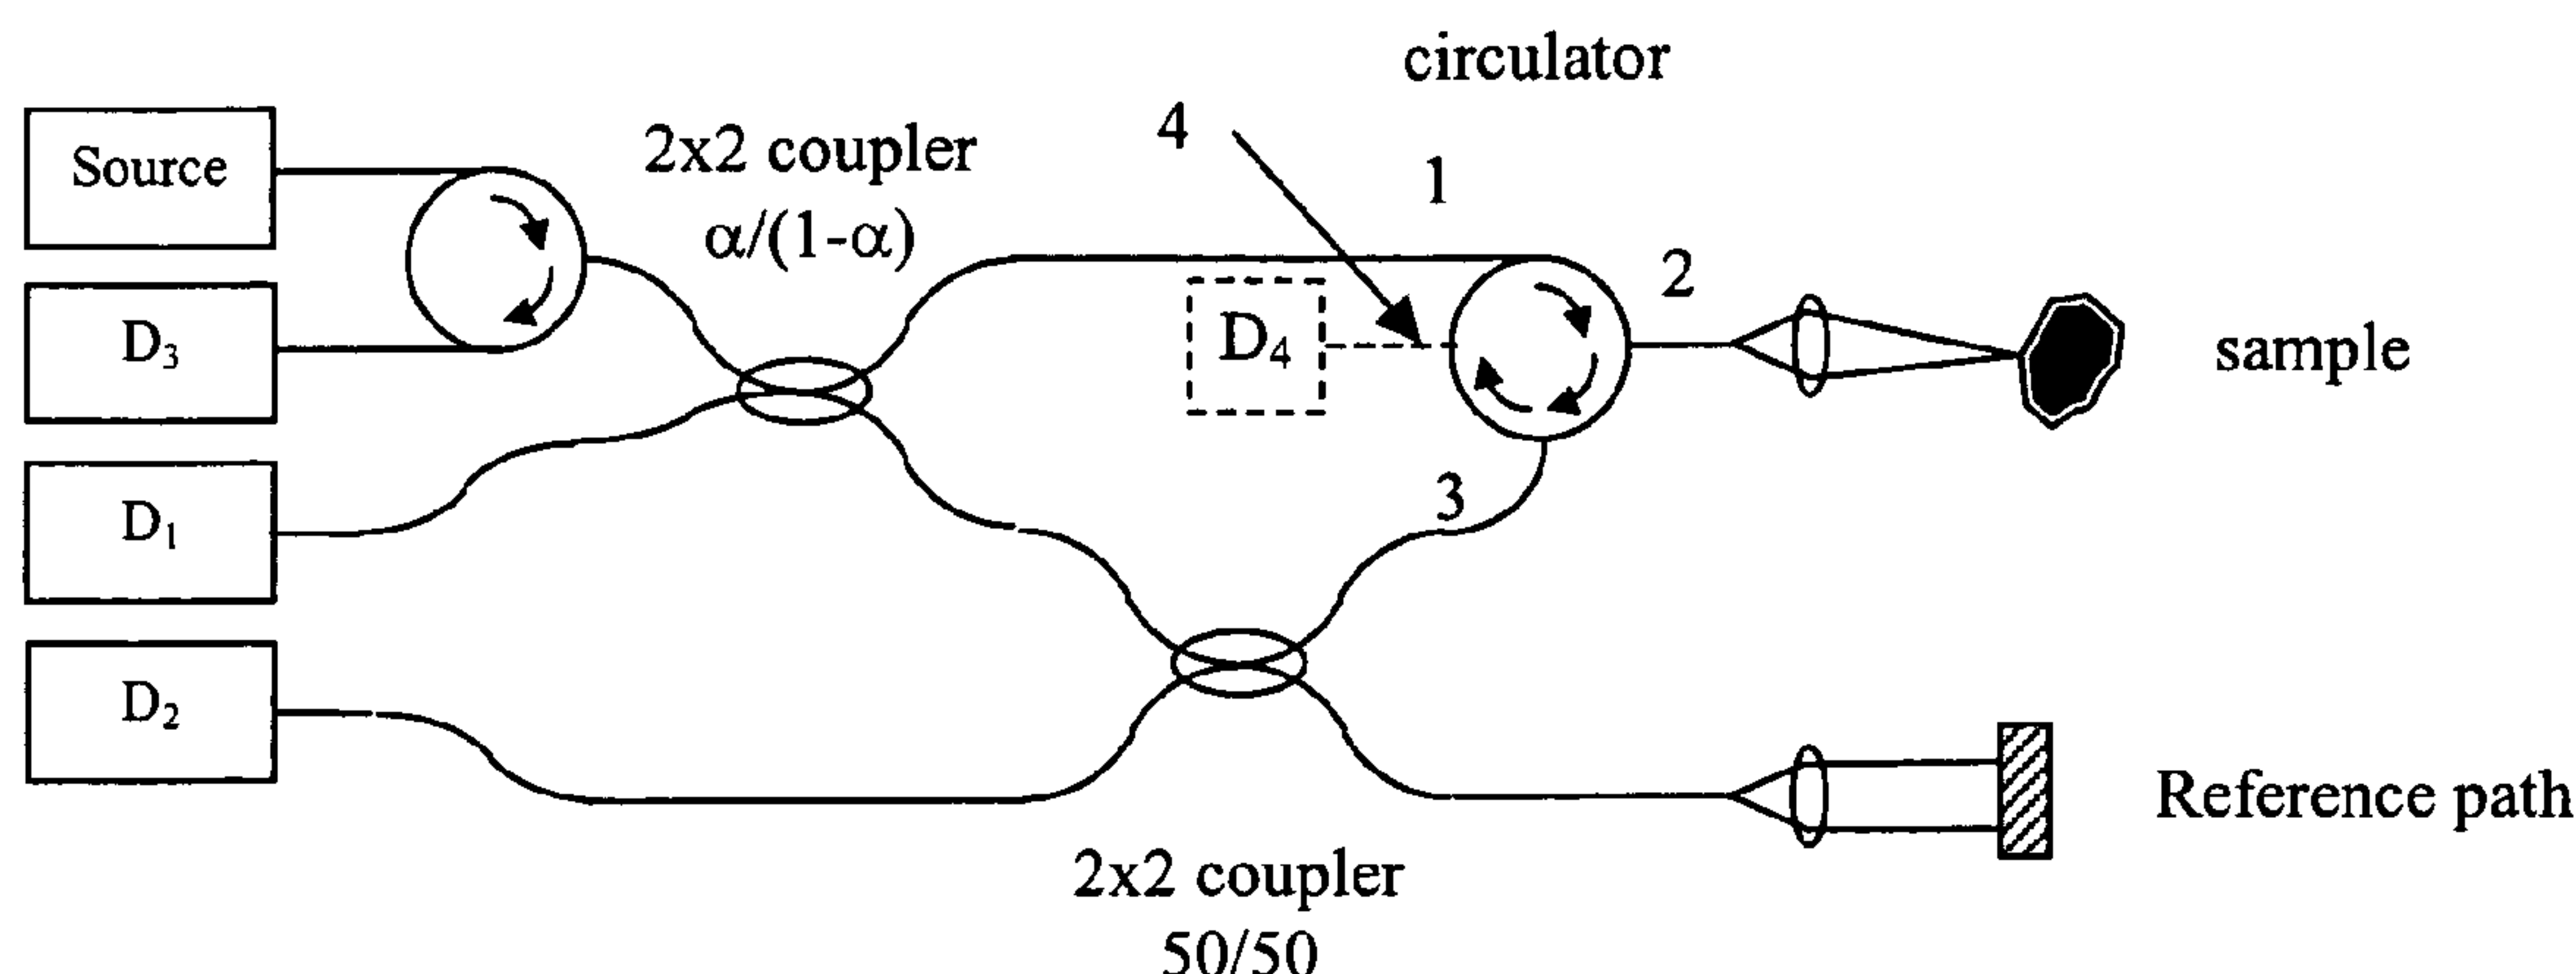 circulator
4
2x2 coupler
α/(1-α)
1
Source
2
D₃
D₄
sample
3
D₁
D₂
Reference path
2x2 coupler
50/50